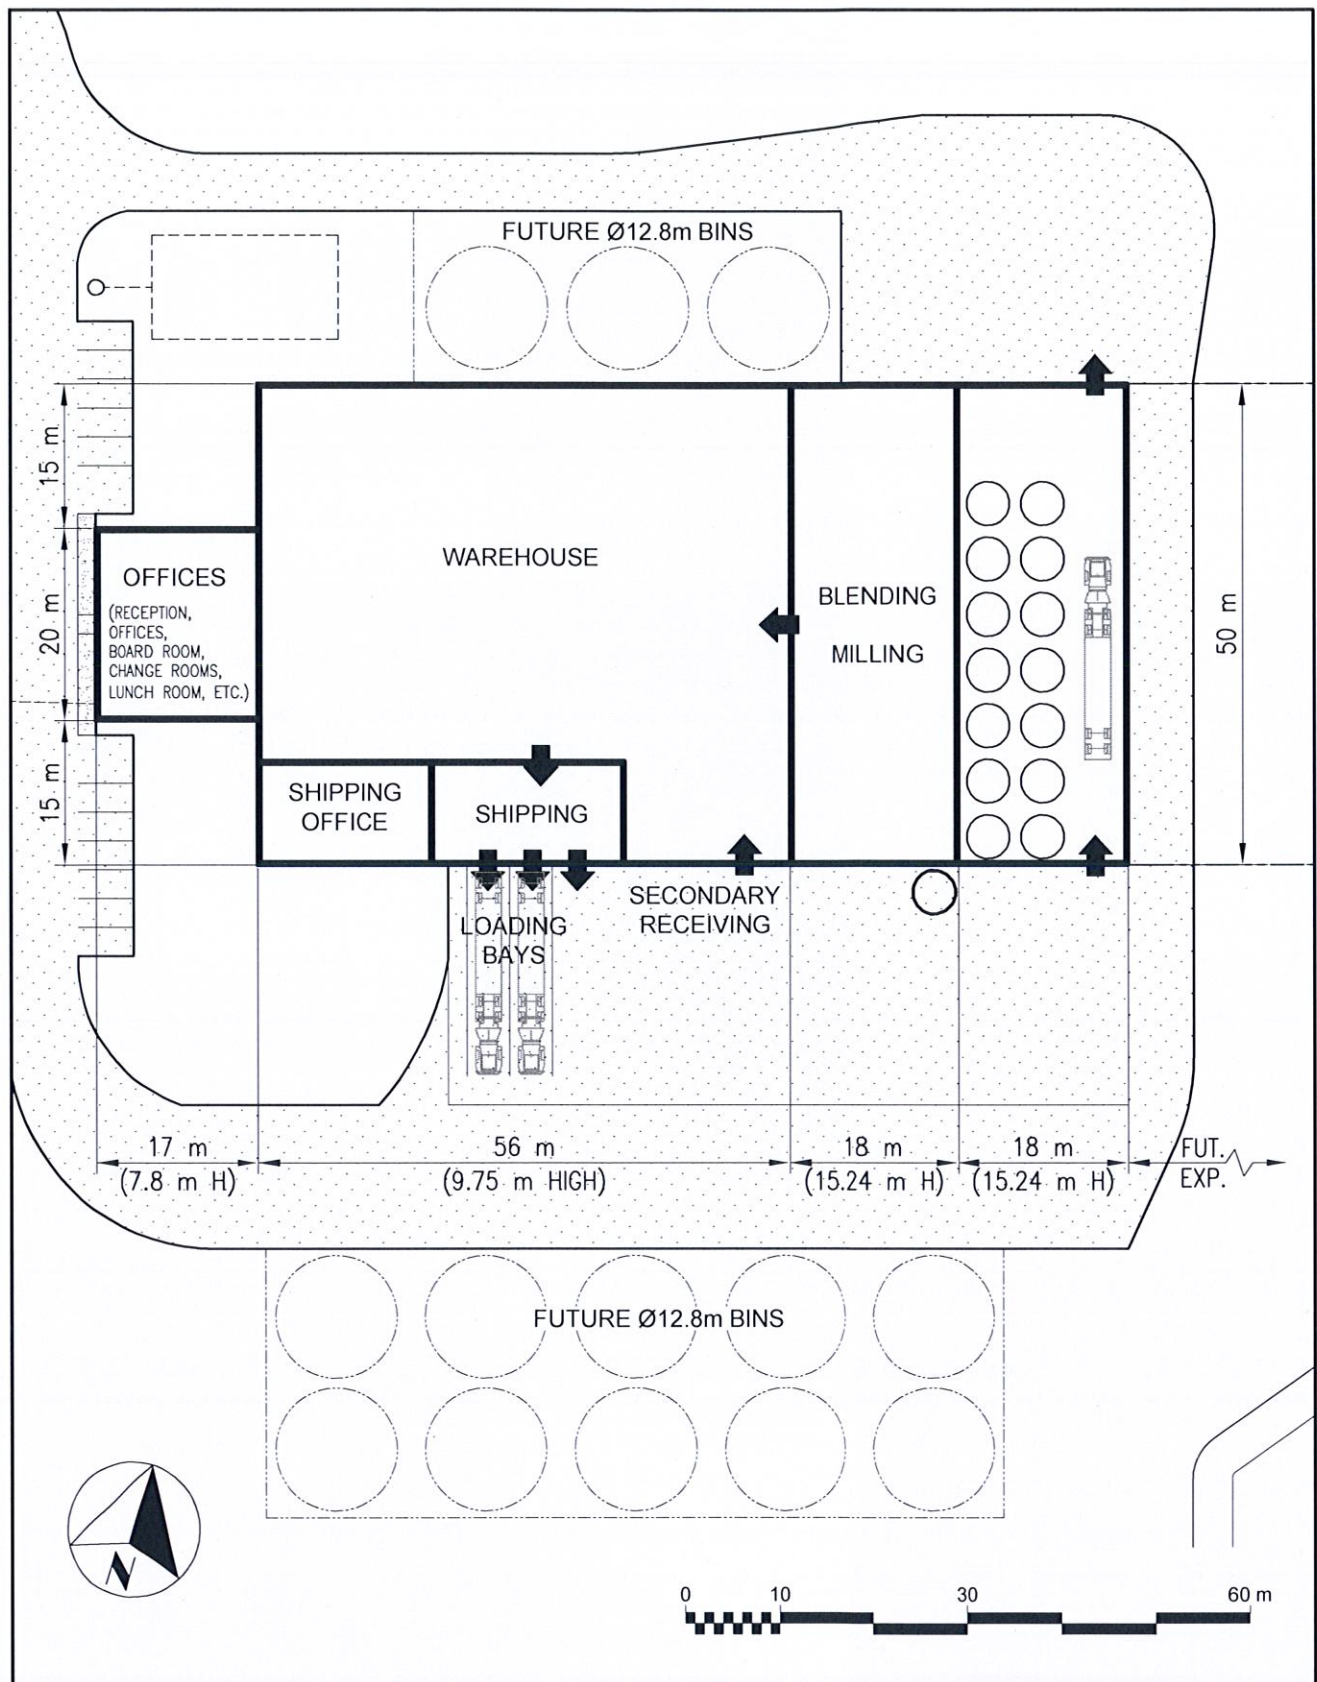 FUTURE Ø12.8m BINS
15 m
20 m
15 m
50 m
OFFICES
(RECEPTION,
OFFICES,
BOARD ROOM,
CHANGE ROOMS,
LUNCH ROOM, ETC.)
WAREHOUSE
BLENDING
MILLING
SHIPPING
OFFICE
SHIPPING
LOADING
BAYS
SECONDARY
RECEIVING
17 m
(7.8 m H)
56 m
(9.75 m HIGH)
18 m
(15.24 m H)
18 m
(15.24 m H)
FUT.
EXP.
FUTURE Ø12.8m BINS
N
0 10 30 60 m